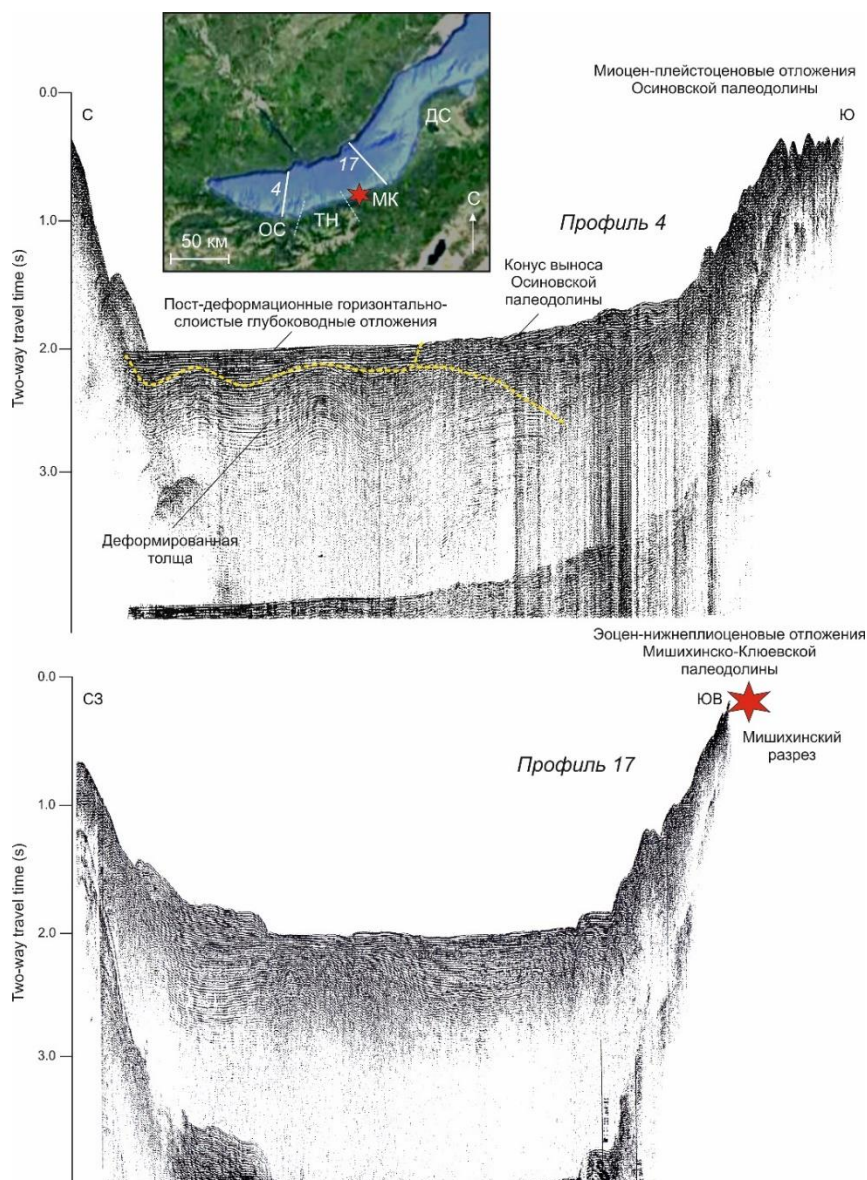 Миоцен-плейстоценовые отложения
Осиновской палеодолины
0.0
С
Ю
ДС
17
4
МК
ОС
ТН
С
50 км
1.0
Профиль 4
Конус выноса
Осиновской
палеодолины
Пост-деформационные горизонтально-
слоистые глубоководные отложения
2.0
Two-way travel time (s)
3.0
Деформированная
толща
Эоцен-нижнеплиоценовые отложения
Мишихинско-Клюевской
палеодолины
0.0
СЗ
ЮВ
Мишихинский
разрез
Профиль 17
1.0
Two-way travel time (s)
2.0
3.0